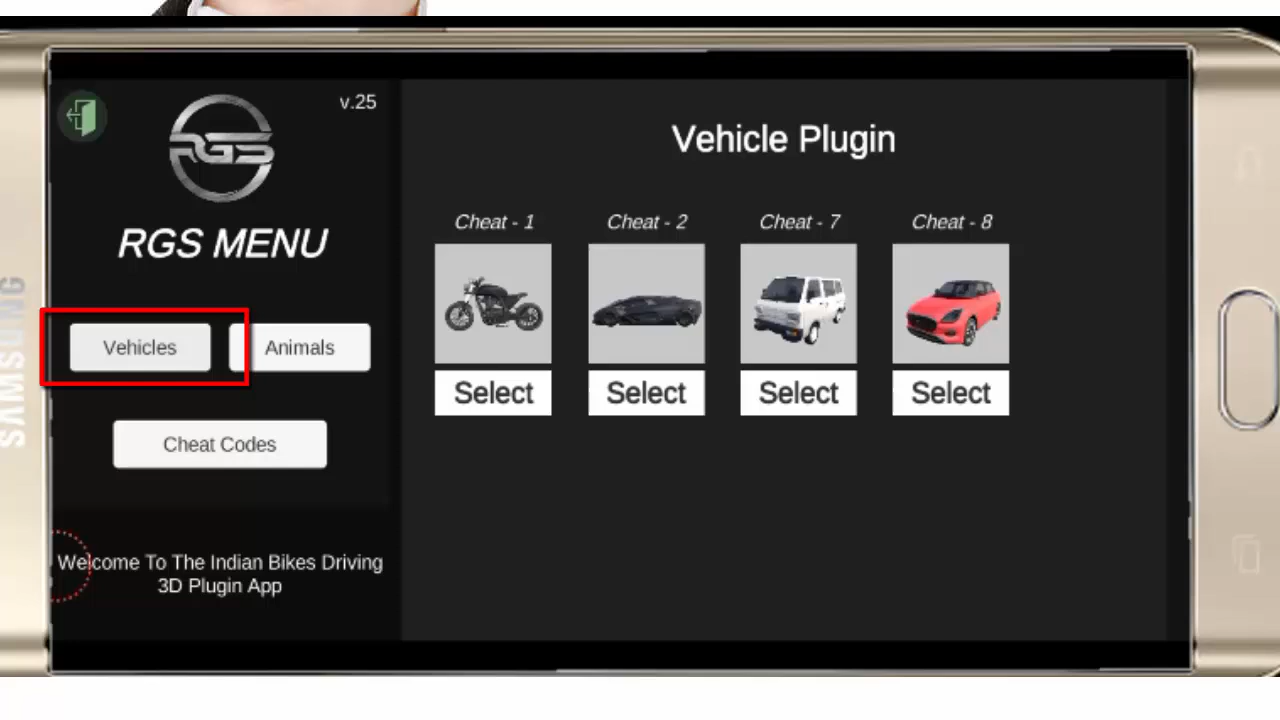 SAMSUNG
v.25
RGS
RGS MENU
Vehicles
Animals
Cheat Codes
Welcome To The Indian Bikes Driving
3D Plugin App
Vehicle Plugin
Cheat - 1
Cheat - 2
Cheat - 7
Cheat - 8
Select
Select
Select
Select